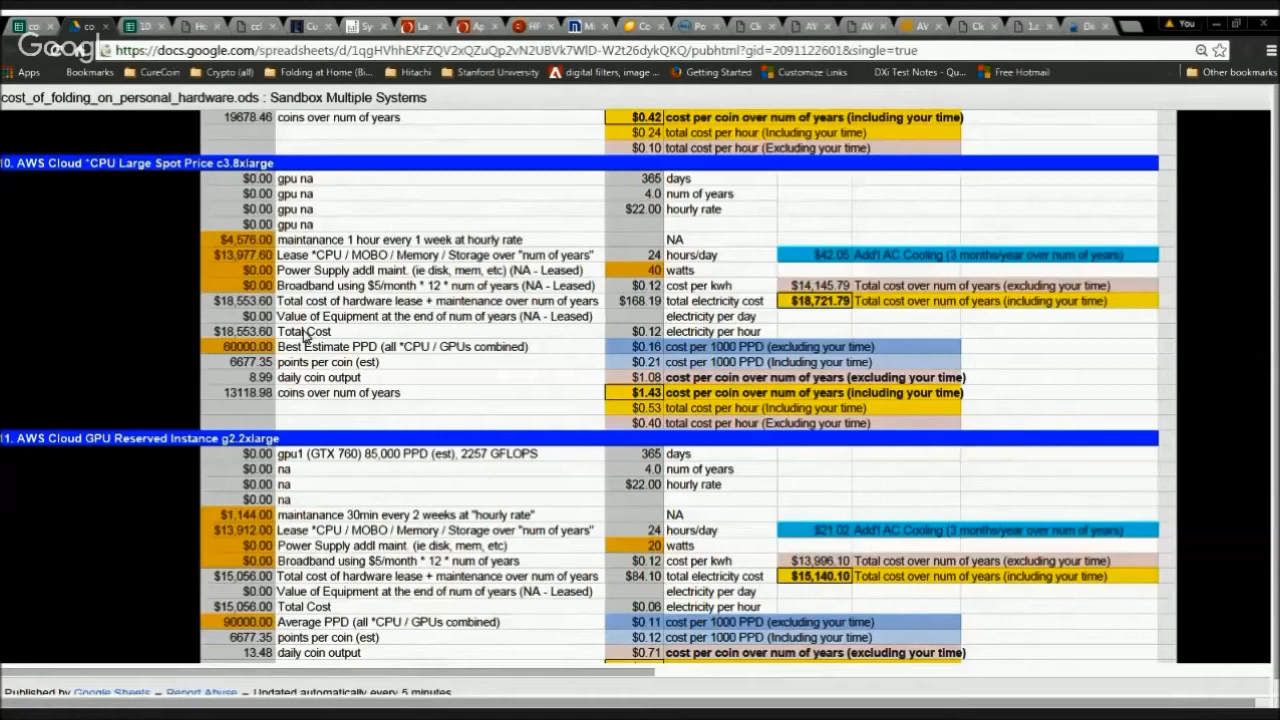 co
co
1D
Ho
col
Cu
Sy
La
Ap
HF
M
Co
Po
Cl
AV
AV
AV
Ck
1.c
Di
You
Google
https://docs.google.com/spreadsheets/d/1qgHVhhEXFZQV2xQZuQp2vN2UBVk7WlD-W2t26dykQKQ/pubhtml?gid=2091122601&single=true
Apps Bookmarks CureCoin Crypto (all) Folding at Home (Bi... Hitachi Stanford University digital filters, image ... Getting Started Customize Links DXi Test Notes - Qu... Free Hotmail Other bookmarks
cost_of_folding_on_personal_hardware.ods : Sandbox Multiple Systems
19678.46 coins over num of years $0.42 cost per coin over num of years (including your time)
$0.24 total cost per hour (Including your time)
$0.10 total cost per hour (Excluding your time)
10. AWS Cloud *CPU Large Spot Price c3.8xlarge
$0.00 gpu na 365 days
$0.00 gpu na 4.0 num of years
$0.00 gpu na $22.00 hourly rate
$0.00 gpu na
$4,576.00 maintanance 1 hour every 1 week at hourly rate NA
$13,977.60 Lease *CPU / MOBO / Memory / Storage over "num of years" 24 hours/day $42.05 Add'l AC Cooling (3 months/year over num of years)
$0.00 Power Supply addl maint. (ie disk, mem, etc) (NA - Leased) 40 watts
$0.00 Broadband using $5/month * 12 * num of years (NA - Leased) $0.12 cost per kwh $14,145.79 Total cost over num of years (excluding your time)
$18,553.60 Total cost of hardware lease + maintenance over num of years $168.19 total electricity cost $18,721.79 Total cost over num of years (including your time)
$0.00 Value of Equipment at the end of num of years (NA - Leased) electricity per day
$18,553.60 Total Cost $0.12 electricity per hour
60000.00 Best Estimate PPD (all *CPU / GPUs combined) $0.16 cost per 1000 PPD (excluding your time)
6677.35 points per coin (est) $0.21 cost per 1000 PPD (Including your time)
8.99 daily coin output $1.08 cost per coin over num of years (excluding your time)
13118.98 coins over num of years $1.43 cost per coin over num of years (including your time)
$0.53 total cost per hour (Including your time)
$0.40 total cost per hour (Excluding your time)
11. AWS Cloud GPU Reserved Instance g2.2xlarge
$0.00 gpu1 (GTX 760) 85,000 PPD (est), 2257 GFLOPS 365 days
$0.00 na 4.0 num of years
$0.00 na $22.00 hourly rate
$0.00 na
$1,144.00 maintanance 30min every 2 weeks at "hourly rate" NA
$13,912.00 Lease *CPU / MOBO / Memory / Storage over "num of years" 24 hours/day $21.02 Add'l AC Cooling (3 months/year over num of years)
$0.00 Power Supply addl maint. (ie disk, mem, etc) 20 watts
$0.00 Broadband using $5/month * 12 * num of years $0.12 cost per kwh $13,996.10 Total cost over num of years (excluding your time)
$15,056.00 Total cost of hardware lease + maintenance over num of years $84.10 total electricity cost $15,140.10 Total cost over num of years (including your time)
$0.00 Value of Equipment at the end of num of years (NA - Leased) electricity per day
$15,056.00 Total Cost $0.06 electricity per hour
90000.00 Average PPD (all *CPU / GPUs combined) $0.11 cost per 1000 PPD (excluding your time)
6677.35 points per coin (est) $0.12 cost per 1000 PPD (Including your time)
13.48 daily coin output $0.71 cost per coin over num of years (excluding your time)
Published by Google Sheets – Report Abuse – Updated automatically every 5 minutes